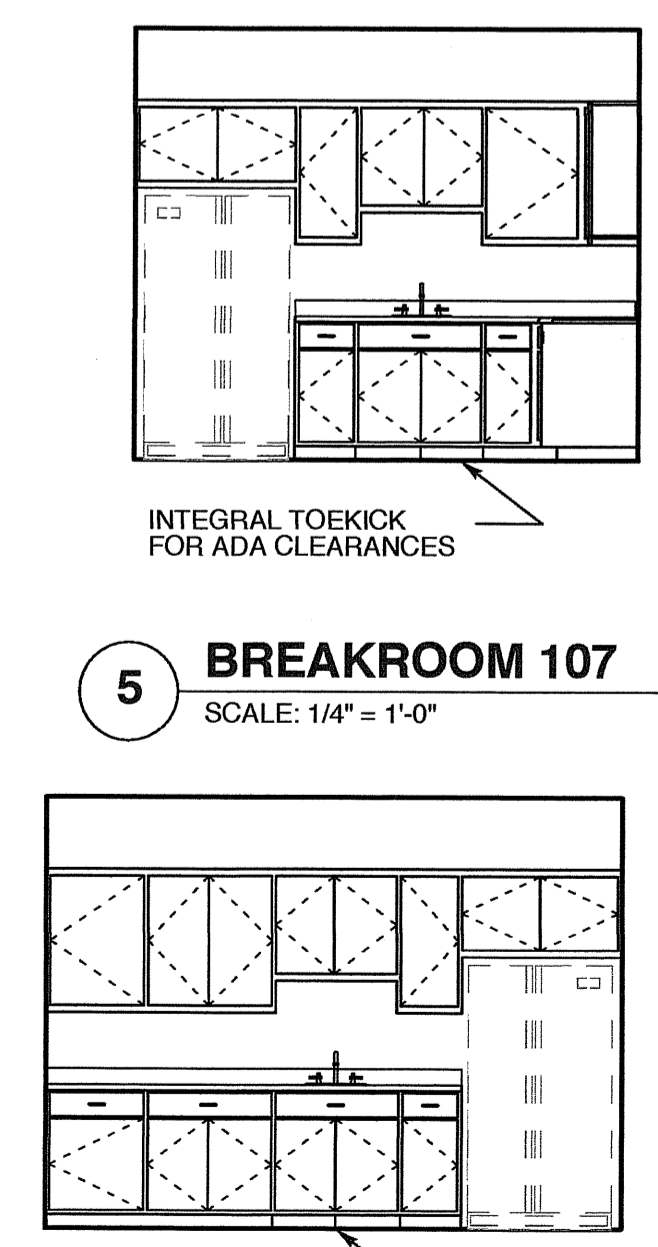 INTEGRAL TOEKICK
FOR ADA CLEARANCES
5
BREAKROOM 107
SCALE: 1/4" = 1'-0"